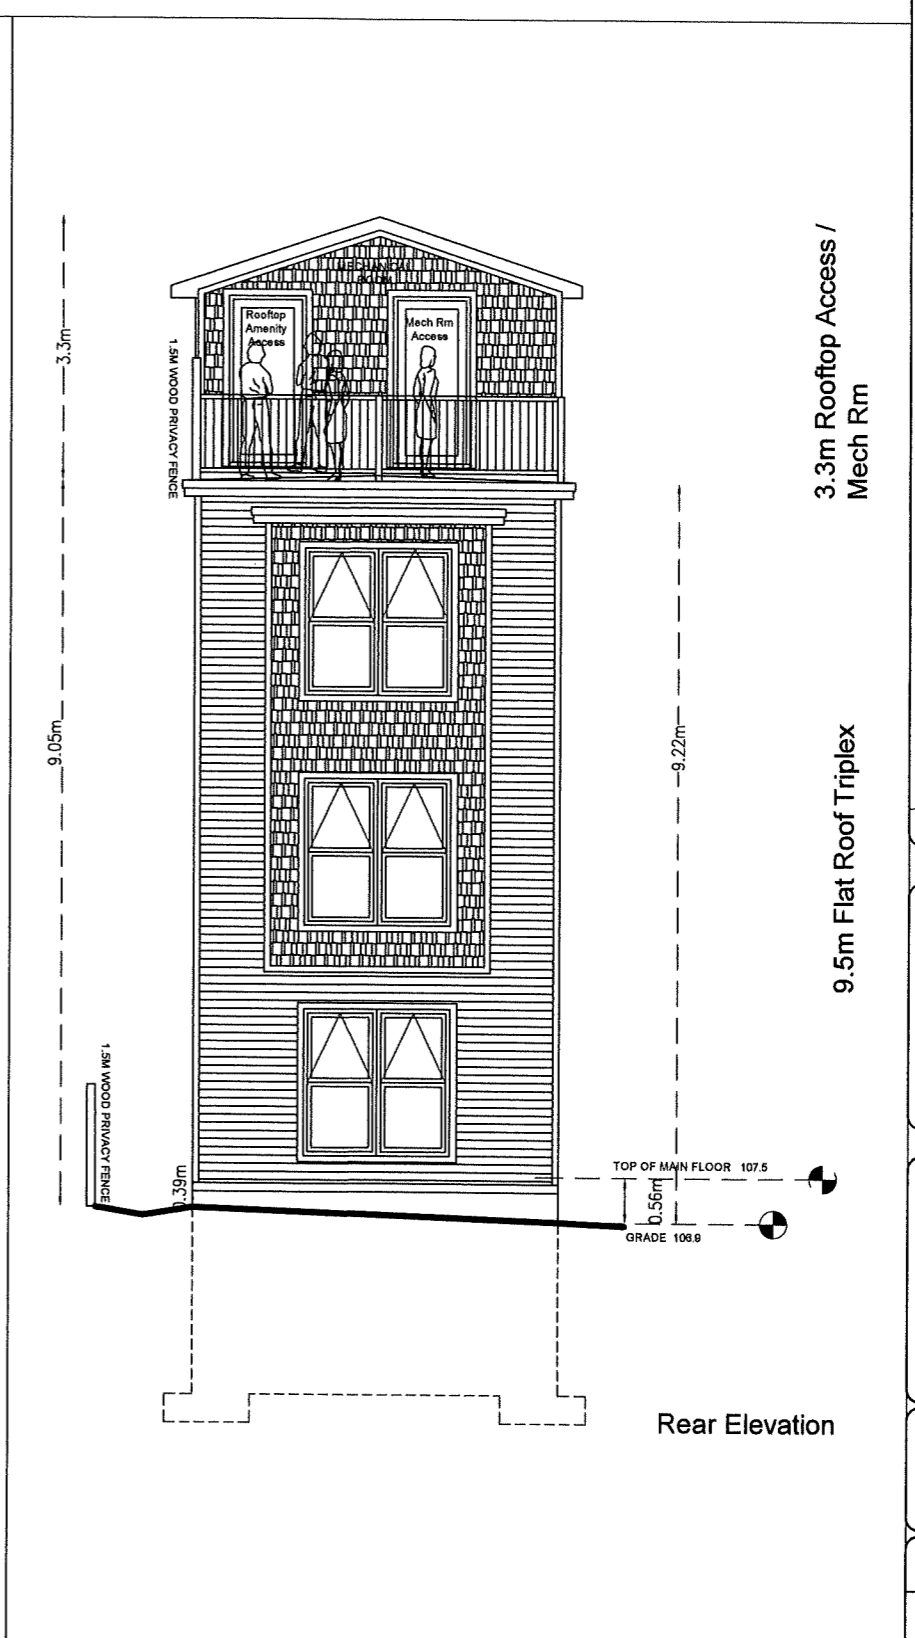 3.3m
3.3m Rooftop Access /
Mech Rm
MECHANICAL
ROOM
Rooftop
Amenity
Access
Mech Rm
Access
1.5M WOOD PRIVACY FENCE
9.05m
9.22m
9.5m Flat Roof Triplex
1.5M WOOD PRIVACY FENCE
0.39m
TOP OF MAIN FLOOR 107.5
0.56m
GRADE 106.9
Rear Elevation